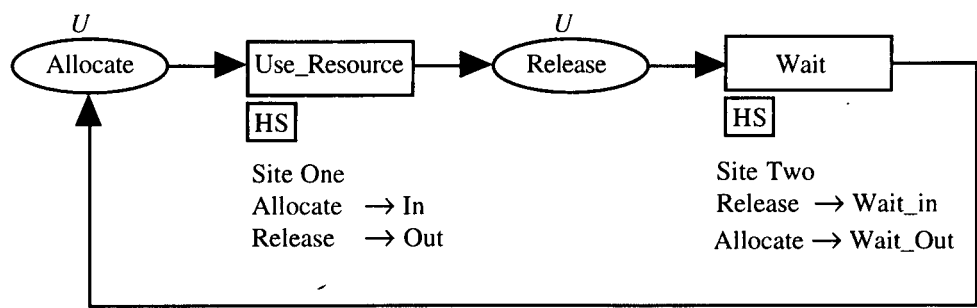 U
Allocate
Use_Resource
U
Release
Wait
HS
HS
Site One
Allocate → In
Release → Out
Site Two
Release → Wait_in
Allocate → Wait_Out